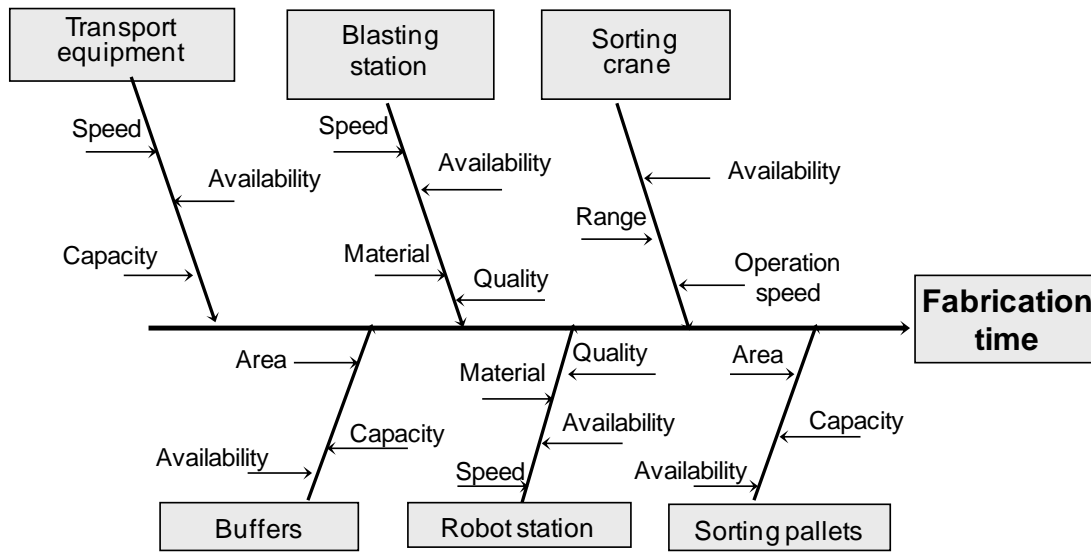 Transport
equipment
Blasting
station
Sorting
crane
Speed
Availability
Capacity
Speed
Availability
Material
Quality
Availability
Range
Operation
speed
Fabrication
time
Area
Capacity
Availability
Quality
Material
Availability
Speed
Area
Capacity
Availability
Buffers
Robot station
Sorting pallets